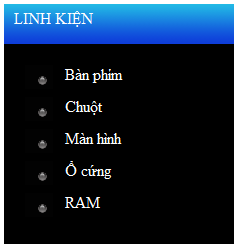 LINH KIỆN
Bàn phím
Chuột
Màn hình
Ổ cứng
RAM